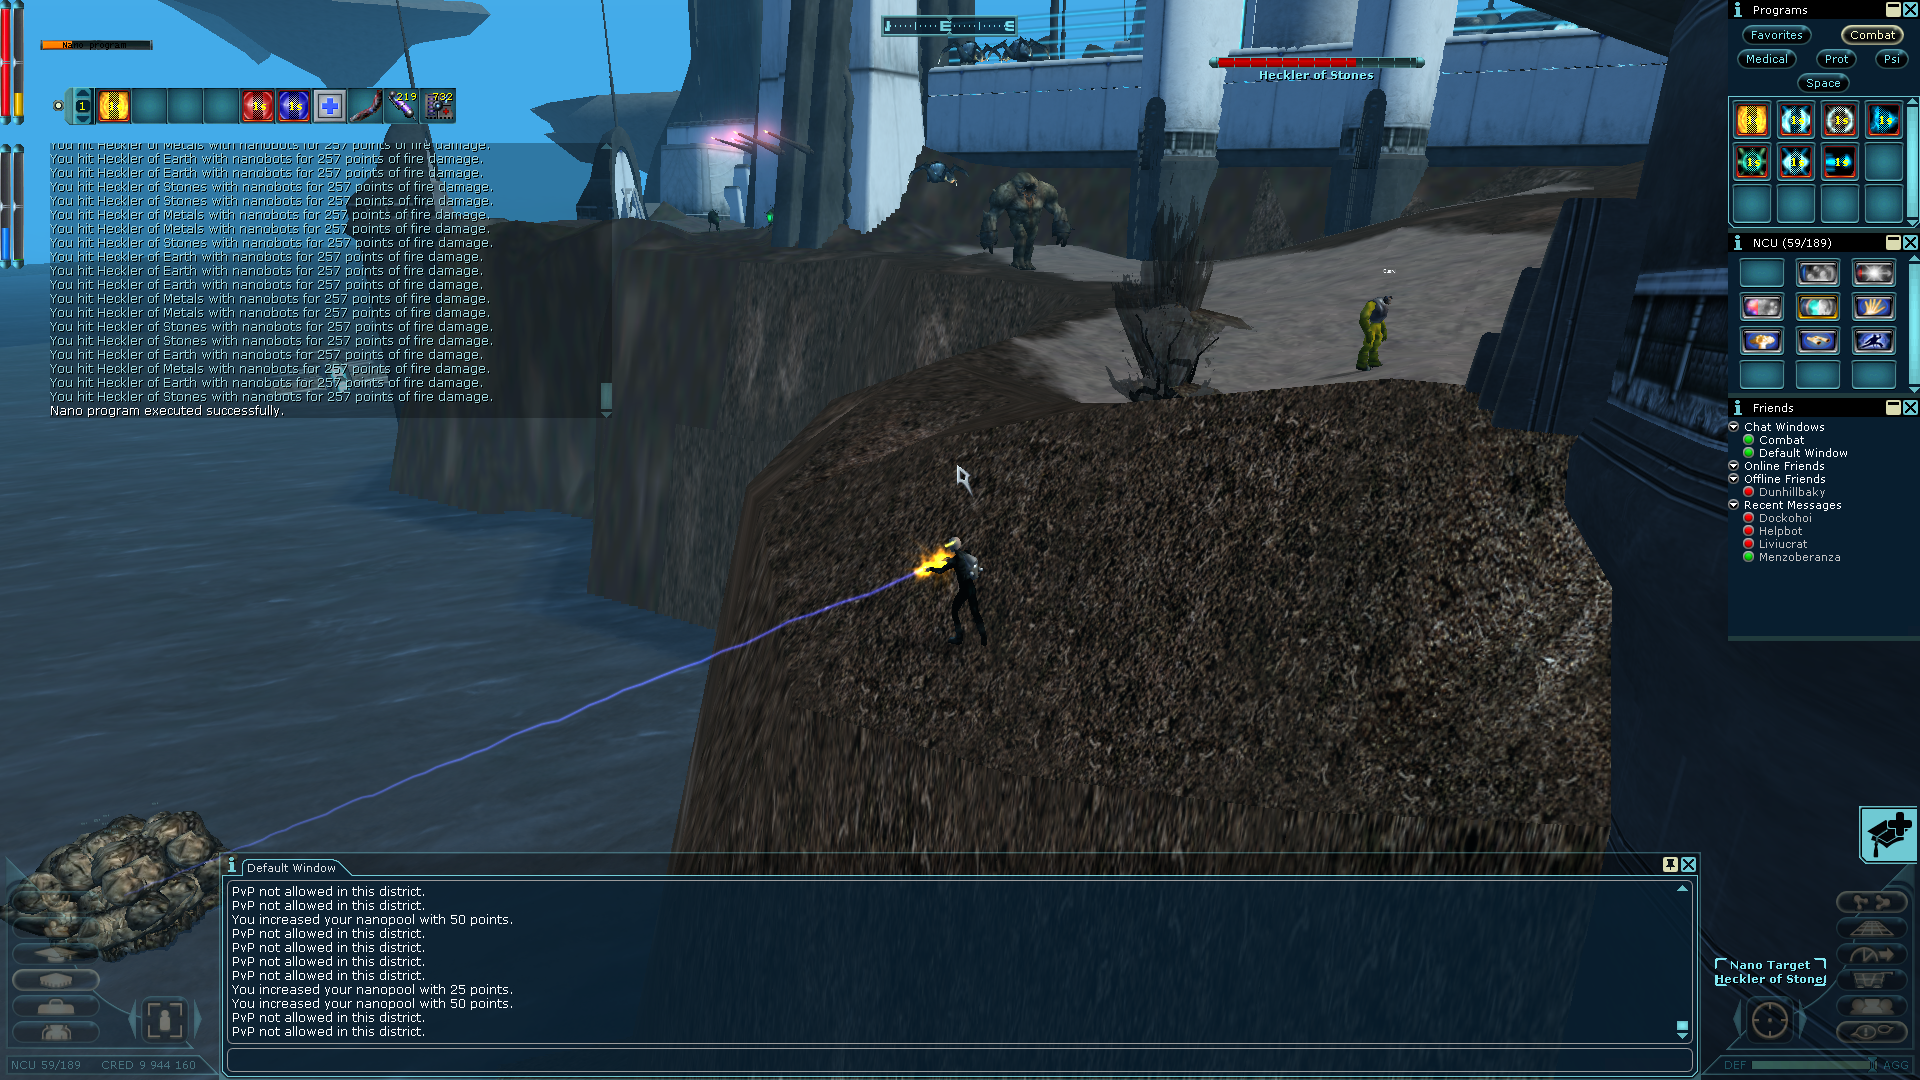 Nano program
1
1s
1s
219
732
You hit Heckler of Metals with nanobots for 257 points of fire damage.
You hit Heckler of Earth with nanobots for 257 points of fire damage.
You hit Heckler of Earth with nanobots for 257 points of fire damage.
You hit Heckler of Stones with nanobots for 257 points of fire damage.
You hit Heckler of Stones with nanobots for 257 points of fire damage.
You hit Heckler of Metals with nanobots for 257 points of fire damage.
You hit Heckler of Metals with nanobots for 257 points of fire damage.
You hit Heckler of Stones with nanobots for 257 points of fire damage.
You hit Heckler of Earth with nanobots for 257 points of fire damage.
You hit Heckler of Earth with nanobots for 257 points of fire damage.
You hit Heckler of Earth with nanobots for 257 points of fire damage.
You hit Heckler of Metals with nanobots for 257 points of fire damage.
You hit Heckler of Metals with nanobots for 257 points of fire damage.
You hit Heckler of Stones with nanobots for 257 points of fire damage.
You hit Heckler of Stones with nanobots for 257 points of fire damage.
You hit Heckler of Earth with nanobots for 257 points of fire damage.
You hit Heckler of Metals with nanobots for 257 points of fire damage.
You hit Heckler of Earth with nanobots for 257 points of fire damage.
You hit Heckler of Stones with nanobots for 257 points of fire damage.
Nano program executed successfully.
E
S
Heckler of Stones
Programs
Favorites
Combat
Medical
Prot
Psi
Space
1s
1s
1s
1s
1s
1s
NCU (59/189)
Friends
Chat Windows
Combat
Default Window
Online Friends
Offline Friends
Dunhillbaky
Recent Messages
Dockohoi
Helpbot
Liviucrat
Menzoberanza
Default Window
PvP not allowed in this district.
PvP not allowed in this district.
You increased your nanopool with 50 points.
PvP not allowed in this district.
PvP not allowed in this district.
PvP not allowed in this district.
PvP not allowed in this district.
You increased your nanopool with 25 points.
You increased your nanopool with 50 points.
PvP not allowed in this district.
PvP not allowed in this district.
Nano Target
Heckler of Stones
NCU 59/189
CRED 9 944 160
DEF
AGG